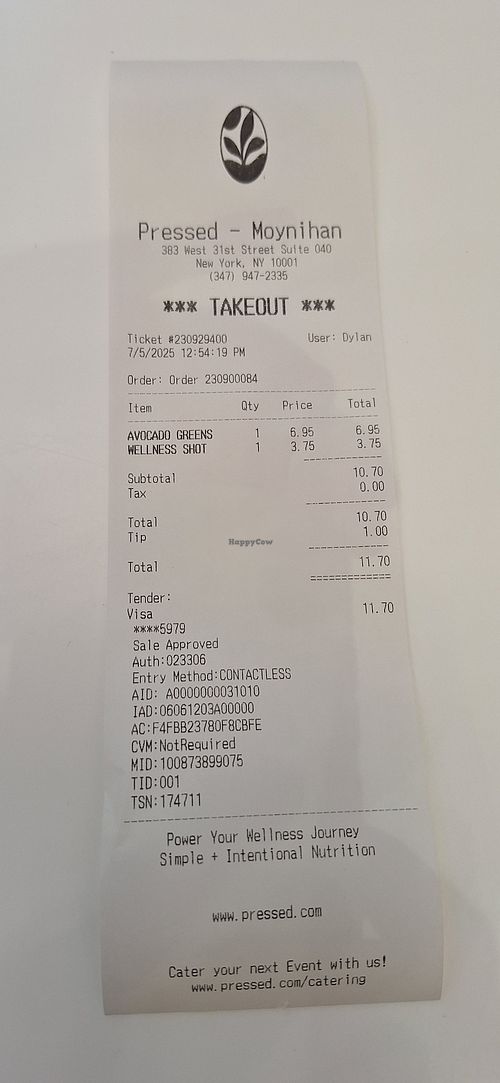 Pressed - Moynihan
383 West 31st Street Suite 040
New York, NY 10001
(347) 947-2335
*** TAKEOUT ***
Ticket #230929400 User: Dylan
7/5/2025 12:54:19 PM
Order: Order 230900084
Item Qty Price Total
AVOCADO GREENS 1 6.95 6.95
WELLNESS SHOT 1 3.75 3.75
Subtotal 10.70
Tax 0.00
Total 10.70
Tip 1.00
HappyCow
Total 11.70
Tender:
Visa 11.70
****5979
Sale Approved
Auth:023306
Entry Method:CONTACTLESS
AID: A0000000031010
IAD:06061203A00000
AC:F4FBB23780F8CBFE
CVM:NotRequired
MID:100873899075
TID:001
TSN:174711
Power Your Wellness Journey
Simple + Intentional Nutrition
www.pressed.com
Cater your next Event with us!
www.pressed.com/catering